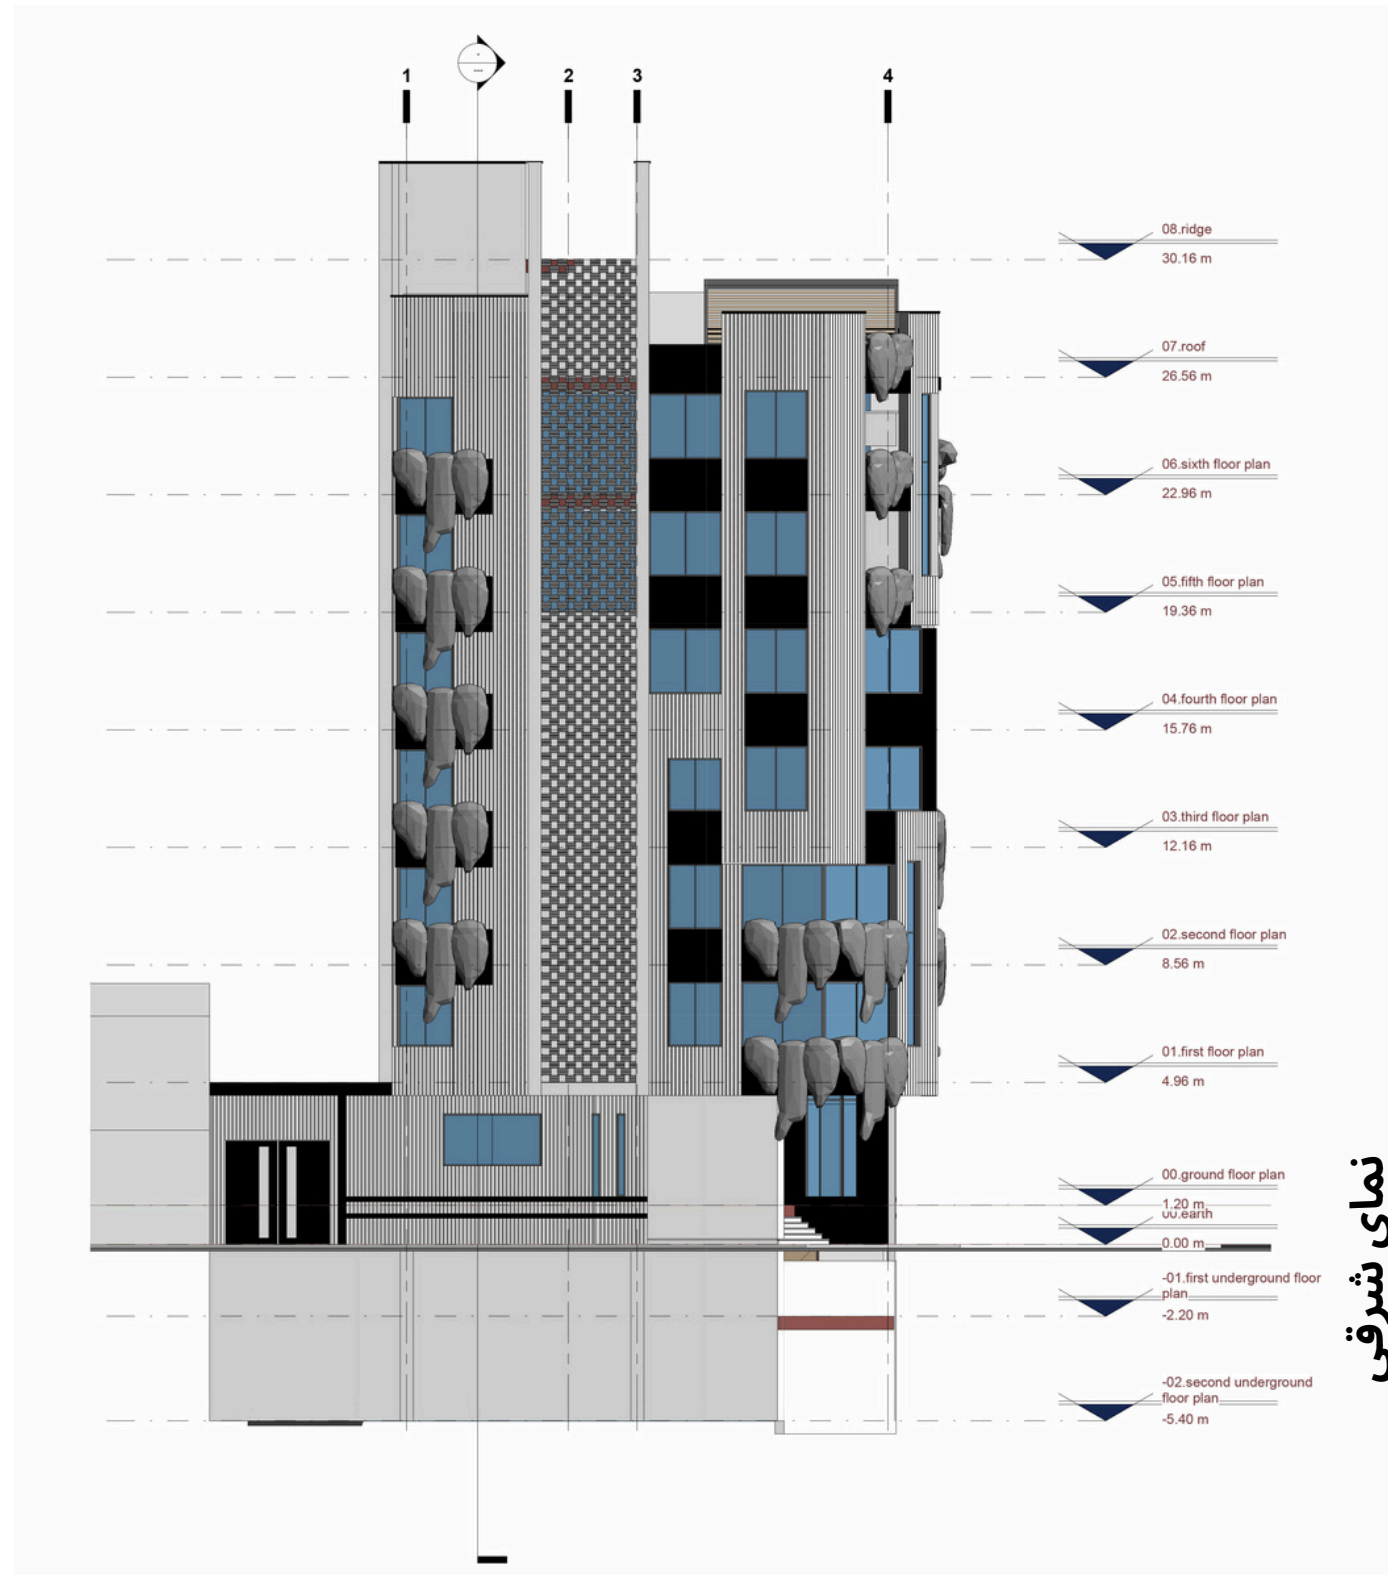 1
2
3
4
08.ridge
30.16 m
07.roof
26.56 m
06.sixth floor plan
22.96 m
05.fifth floor plan
19.36 m
04.fourth floor plan
15.76 m
03.third floor plan
12.16 m
02.second floor plan
8.56 m
01.first floor plan
4.96 m
00.ground floor plan
1.20 m
00.earth
0.00 m
-01.first underground floor
plan
-2.20 m
-02.second underground
floor plan
-5.40 m
نمای شرقی